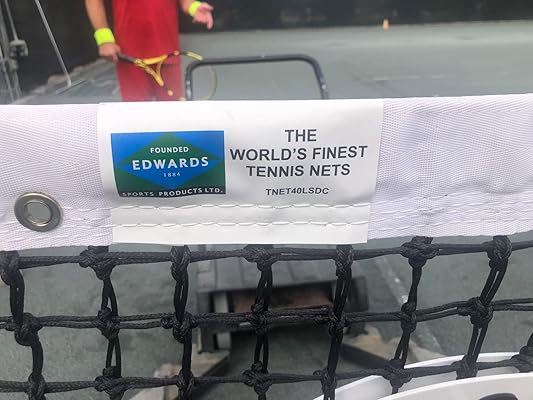 FOUNDED
EDWARDS
1884
SPORTS PRODUCTS LTD.
THE
WORLD'S FINEST
TENNIS NETS
TNET40LSDC